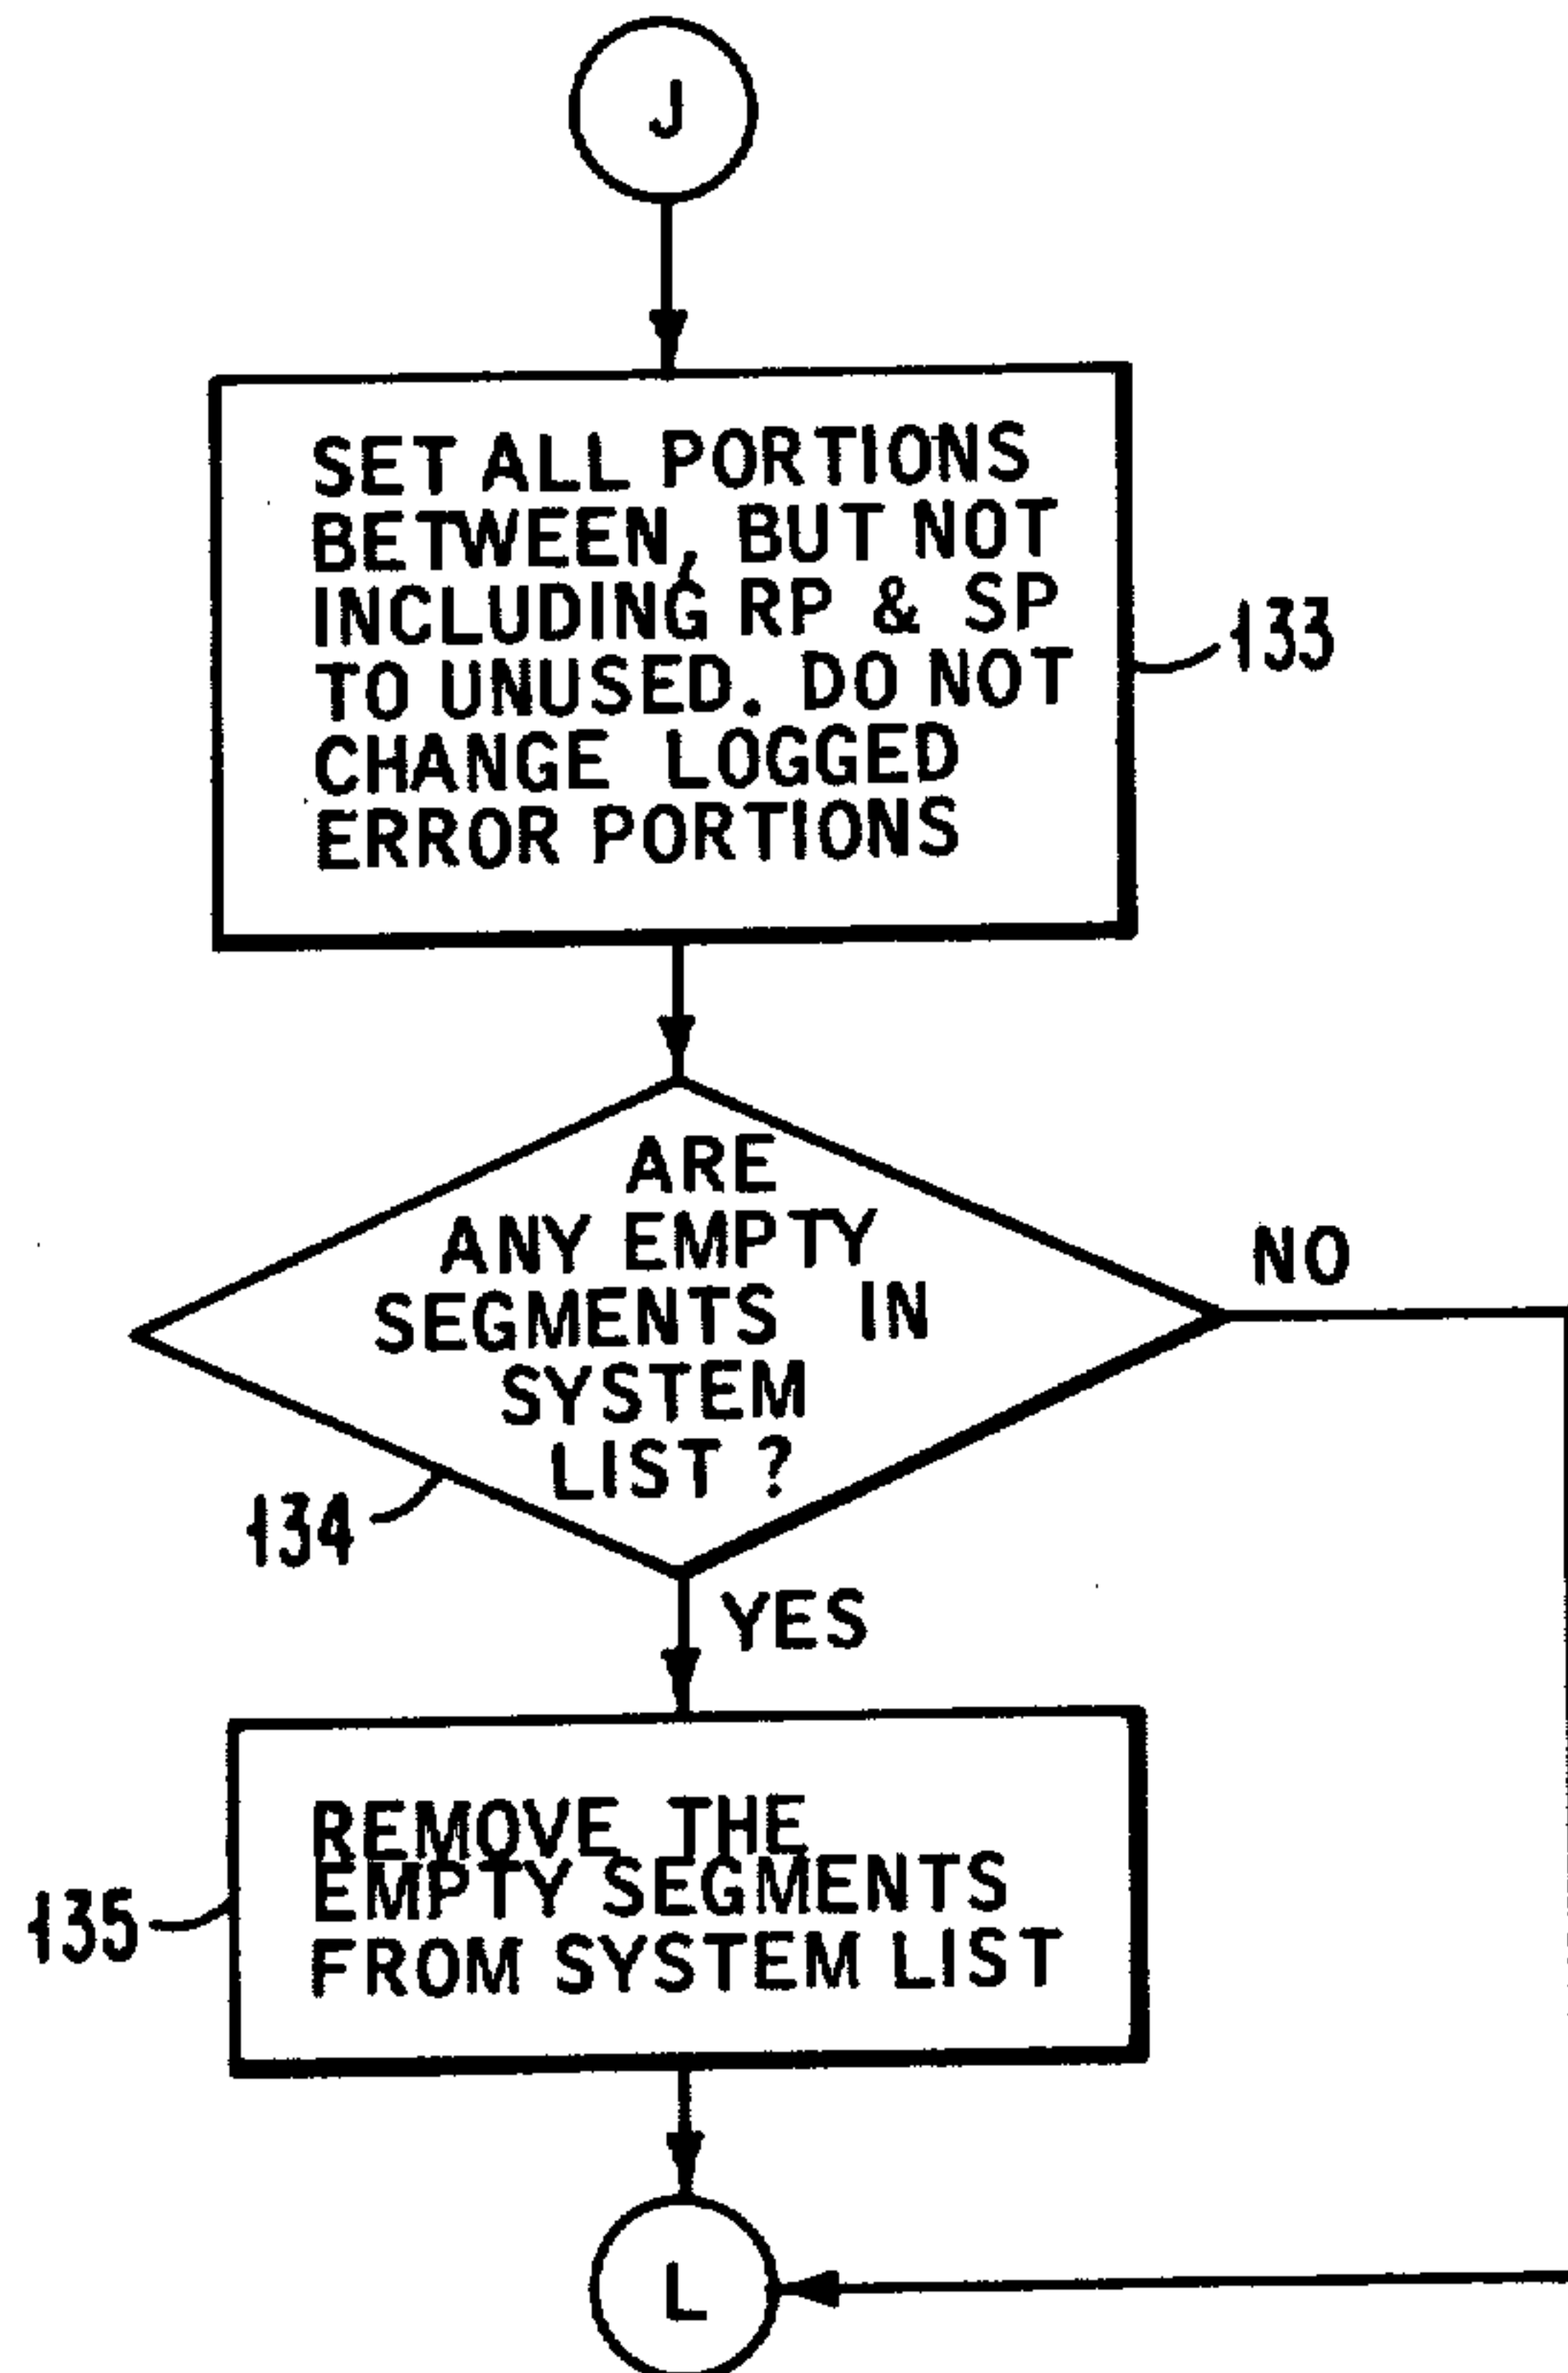 J
SET ALL PORTIONS
BETWEEN, BUT NOT
INCLUDING RP & SP
TO UNUSED. DO NOT
CHANGE LOGGED
ERROR PORTIONS
133
ARE
ANY EMPTY
SEGMENTS IN
SYSTEM
LIST ?
NO
134
YES
REMOVE THE
EMPTY SEGMENTS
FROM SYSTEM LIST
135
L